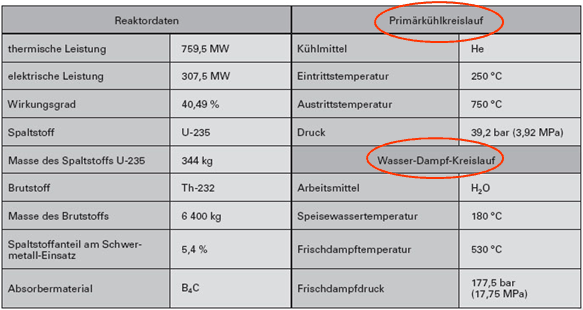 Reaktordaten
thermische Leistung 759,5 MW
elektrische Leistung 307,5 MW
Wirkungsgrad 40,49 %
Spaltstoff U-235
Masse des Spaltstoffs U-235 344 kg
Brutstoff Th-232
Masse des Brutstoffs 6 400 kg
Spaltstoffanteil am Schwer-
metall-Einsatz 5,4 %
Absorbermaterial B₄C
Primärkühlkreislauf
Kühlmittel He
Eintrittstemperatur 250 °C
Austrittstemperatur 750 °C
Druck 39,2 bar (3,92 MPa)
Wasser-Dampf-Kreislauf
Arbeitsmittel H₂O
Speisewassertemperatur 180 °C
Frischdampftemperatur 530 °C
Frischdampfdruck 177,5 bar
(17,75 MPa)